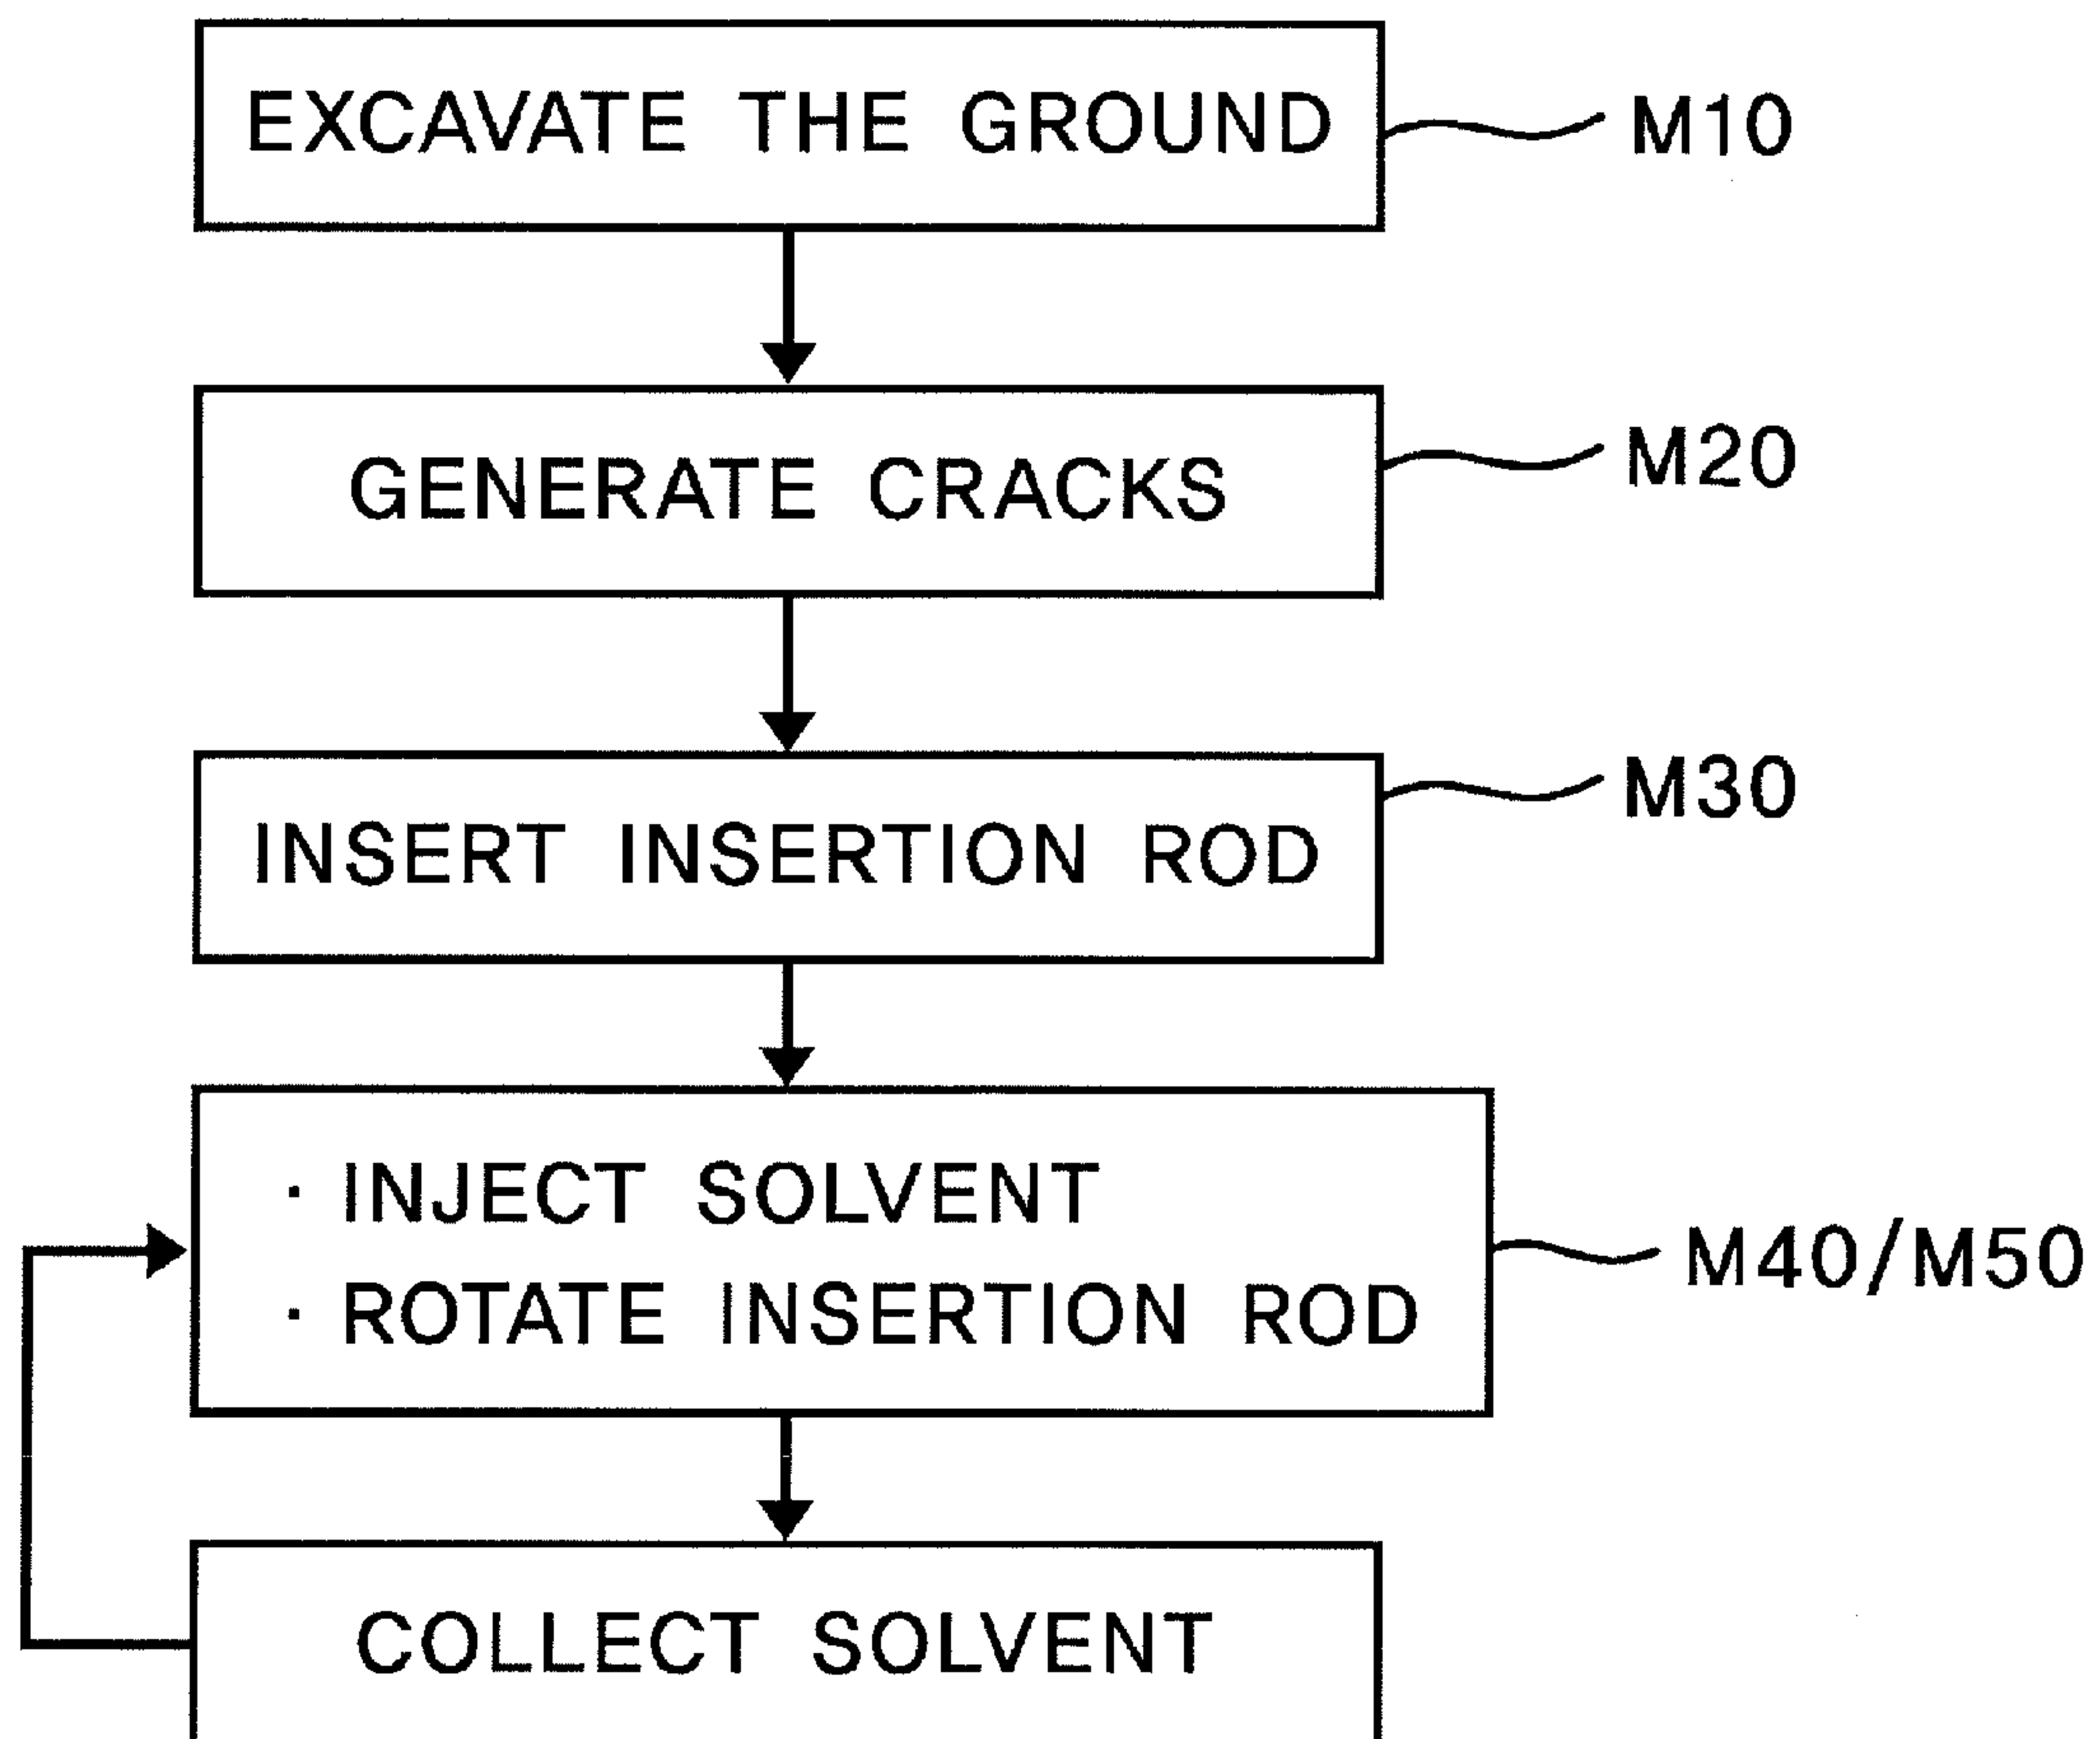 EXCAVATE THE GROUND
M10
GENERATE CRACKS
M20
INSERT INSERTION ROD
M30
· INJECT SOLVENT
· ROTATE INSERTION ROD
M40/M50
COLLECT SOLVENT